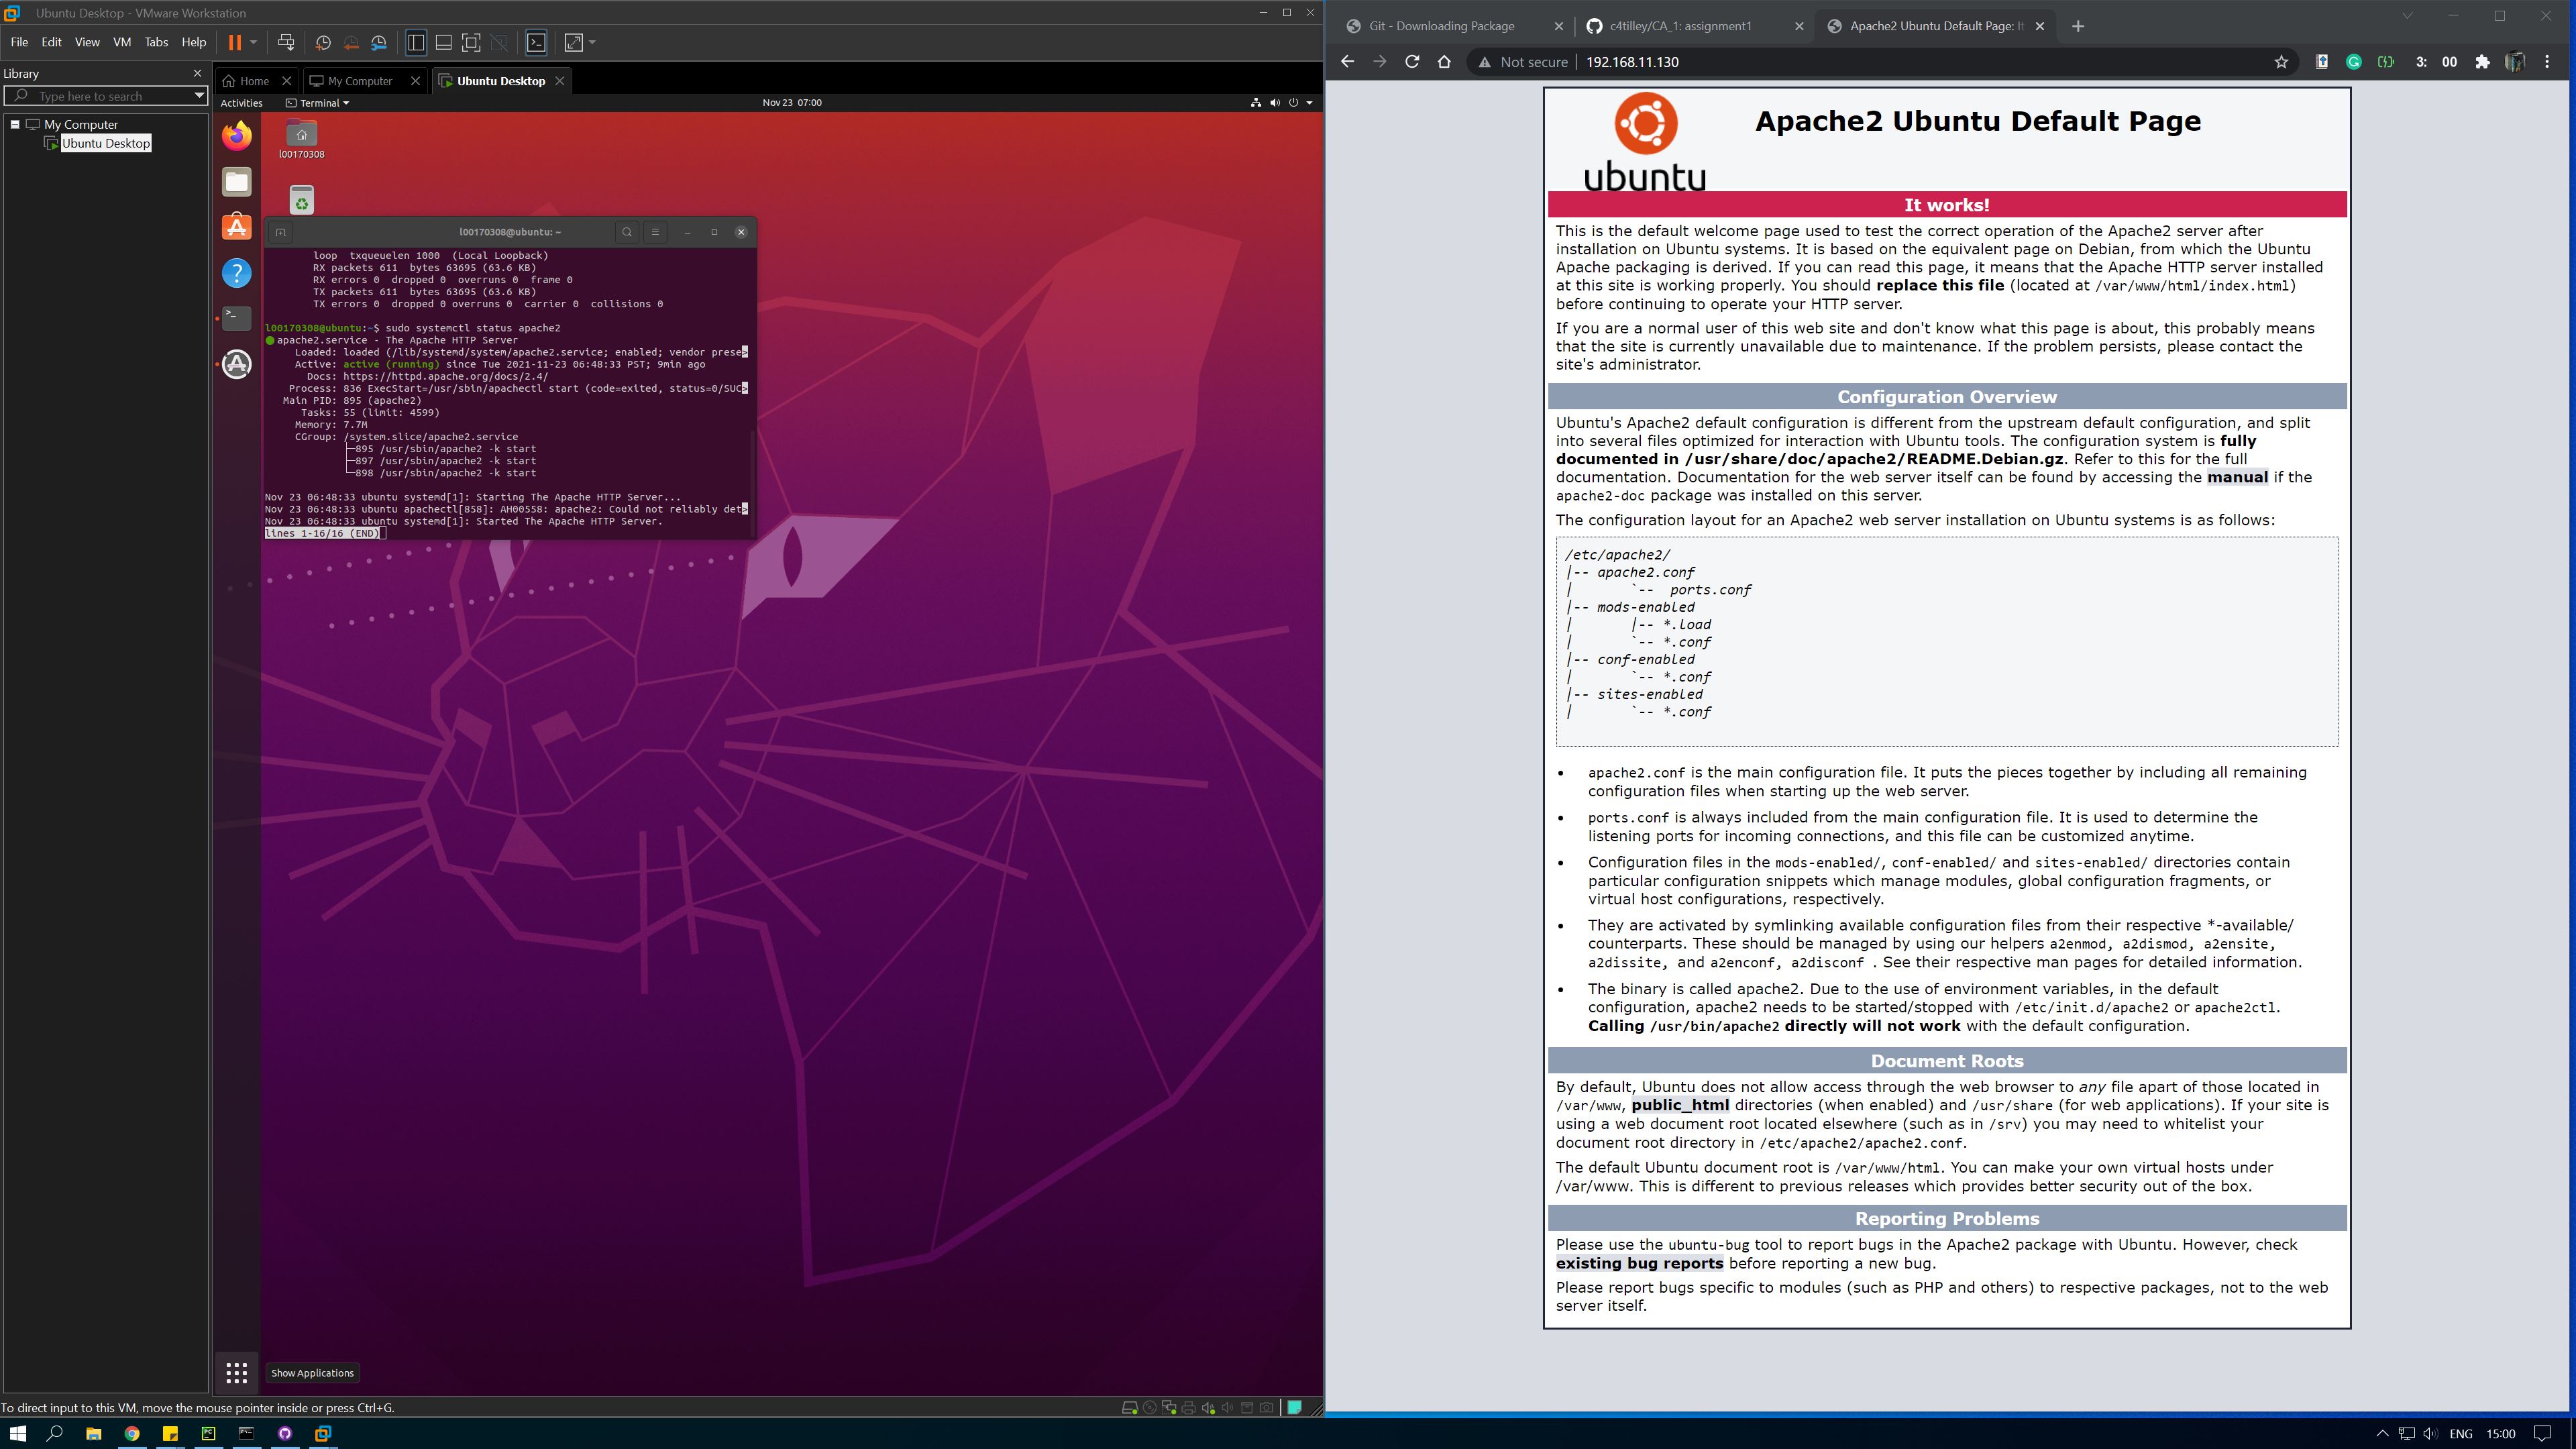 Ubuntu Desktop - VMware Workstation
File Edit View VM Tabs Help
Library
Type here to search
My Computer
Ubuntu Desktop
Home
My Computer
Ubuntu Desktop
Activities
Terminal
Nov 23 07:00
l00170308
l00170308@ubuntu: ~
loop txqueuelen 1000 (Local Loopback)
RX packets 611 bytes 63695 (63.6 KB)
RX errors 0 dropped 0 overruns 0 frame 0
TX packets 611 bytes 63695 (63.6 KB)
TX errors 0 dropped 0 overruns 0 carrier 0 collisions 0
l00170308@ubuntu:~$ sudo systemctl status apache2
apache2.service - The Apache HTTP Server
Loaded: loaded (/lib/systemd/system/apache2.service; enabled; vendor prese>
Active: active (running) since Tue 2021-11-23 06:48:33 PST; 9min ago
Docs: https://httpd.apache.org/docs/2.4/
Process: 836 ExecStart=/usr/sbin/apachectl start (code=exited, status=0/SUC>
Main PID: 895 (apache2)
Tasks: 55 (limit: 4599)
Memory: 7.7M
CGroup: /system.slice/apache2.service
├─895 /usr/sbin/apache2 -k start
├─897 /usr/sbin/apache2 -k start
└─898 /usr/sbin/apache2 -k start
Nov 23 06:48:33 ubuntu systemd[1]: Starting The Apache HTTP Server...
Nov 23 06:48:33 ubuntu apachectl[858]: AH00558: apache2: Could not reliably det>
Nov 23 06:48:33 ubuntu systemd[1]: Started The Apache HTTP Server.
lines 1-16/16 (END)
Show Applications
To direct input to this VM, move the mouse pointer inside or press Ctrl+G.
Git - Downloading Package
c4tilley/CA_1: assignment1
Apache2 Ubuntu Default Page: It
Not secure
192.168.11.130
3: 00
ubuntu
Apache2 Ubuntu Default Page
It works!
This is the default welcome page used to test the correct operation of the Apache2 server after
installation on Ubuntu systems. It is based on the equivalent page on Debian, from which the Ubuntu
Apache packaging is derived. If you can read this page, it means that the Apache HTTP server installed
at this site is working properly. You should replace this file (located at /var/www/html/index.html)
before continuing to operate your HTTP server.
If you are a normal user of this web site and don't know what this page is about, this probably means
that the site is currently unavailable due to maintenance. If the problem persists, please contact the
site's administrator.
Configuration Overview
Ubuntu's Apache2 default configuration is different from the upstream default configuration, and split
into several files optimized for interaction with Ubuntu tools. The configuration system is fully
documented in /usr/share/doc/apache2/README.Debian.gz. Refer to this for the full
documentation. Documentation for the web server itself can be found by accessing the manual if the
apache2-doc package was installed on this server.
The configuration layout for an Apache2 web server installation on Ubuntu systems is as follows:
/etc/apache2/
|-- apache2.conf
|       `--  ports.conf
|-- mods-enabled
|       |-- *.load
|       `-- *.conf
|-- conf-enabled
|       `-- *.conf
|-- sites-enabled
|       `-- *.conf
• apache2.conf is the main configuration file. It puts the pieces together by including all remaining
configuration files when starting up the web server.
• ports.conf is always included from the main configuration file. It is used to determine the
listening ports for incoming connections, and this file can be customized anytime.
• Configuration files in the mods-enabled/, conf-enabled/ and sites-enabled/ directories contain
particular configuration snippets which manage modules, global configuration fragments, or
virtual host configurations, respectively.
• They are activated by symlinking available configuration files from their respective *-available/
counterparts. These should be managed by using our helpers a2enmod, a2dismod, a2ensite,
a2dissite, and a2enconf, a2disconf . See their respective man pages for detailed information.
• The binary is called apache2. Due to the use of environment variables, in the default
configuration, apache2 needs to be started/stopped with /etc/init.d/apache2 or apache2ctl.
Calling /usr/bin/apache2 directly will not work with the default configuration.
Document Roots
By default, Ubuntu does not allow access through the web browser to any file apart of those located in
/var/www, public_html directories (when enabled) and /usr/share (for web applications). If your site is
using a web document root located elsewhere (such as in /srv) you may need to whitelist your
document root directory in /etc/apache2/apache2.conf.
The default Ubuntu document root is /var/www/html. You can make your own virtual hosts under
/var/www. This is different to previous releases which provides better security out of the box.
Reporting Problems
Please use the ubuntu-bug tool to report bugs in the Apache2 package with Ubuntu. However, check
existing bug reports before reporting a new bug.
Please report bugs specific to modules (such as PHP and others) to respective packages, not to the web
server itself.
ENG 15:00